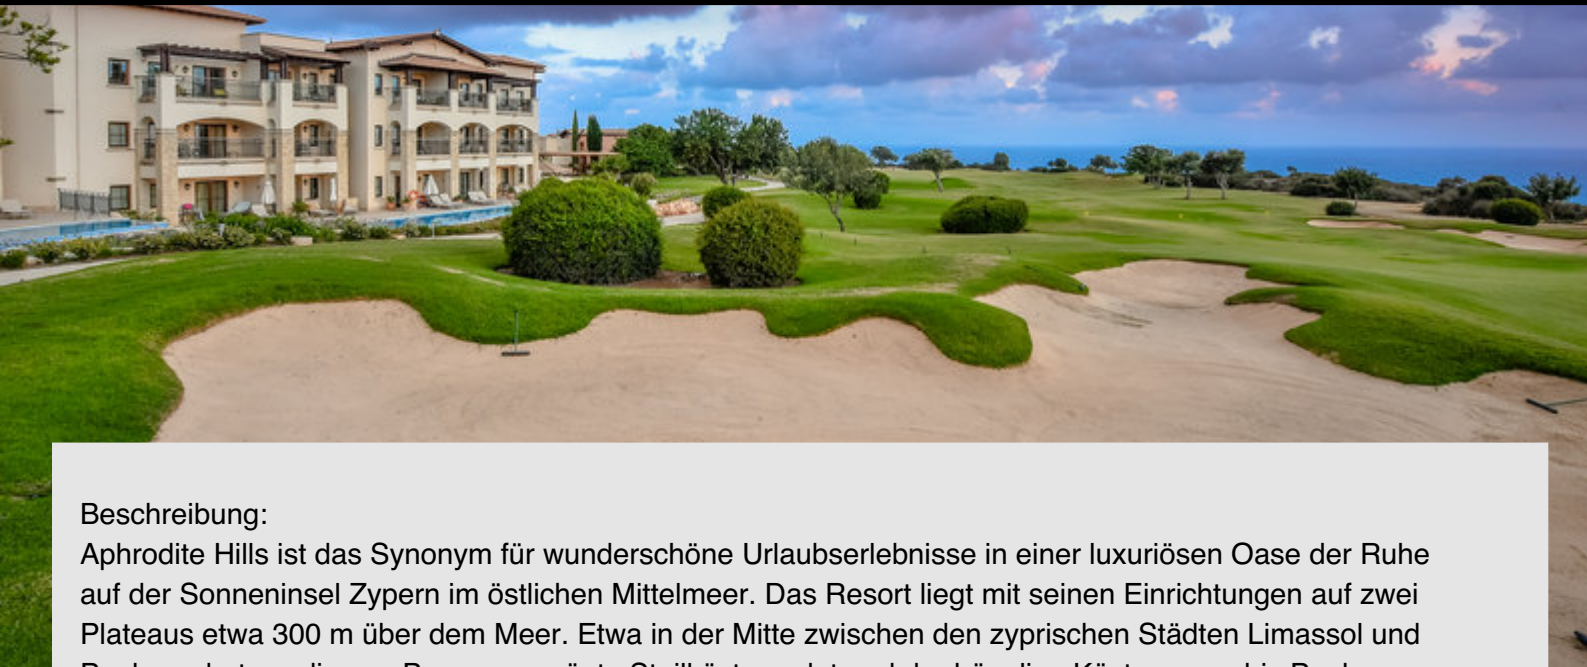 Beschreibung:
Aphrodite Hills ist das Synonym für wunderschöne Urlaubserlebnisse in einer luxuriösen Oase der Ruhe
auf der Sonneninsel Zypern im östlichen Mittelmeer. Das Resort liegt mit seinen Einrichtungen auf zwei
Plateaus etwa 300 m über dem Meer. Etwa in der Mitte zwischen den zyprischen Städten Limassol und